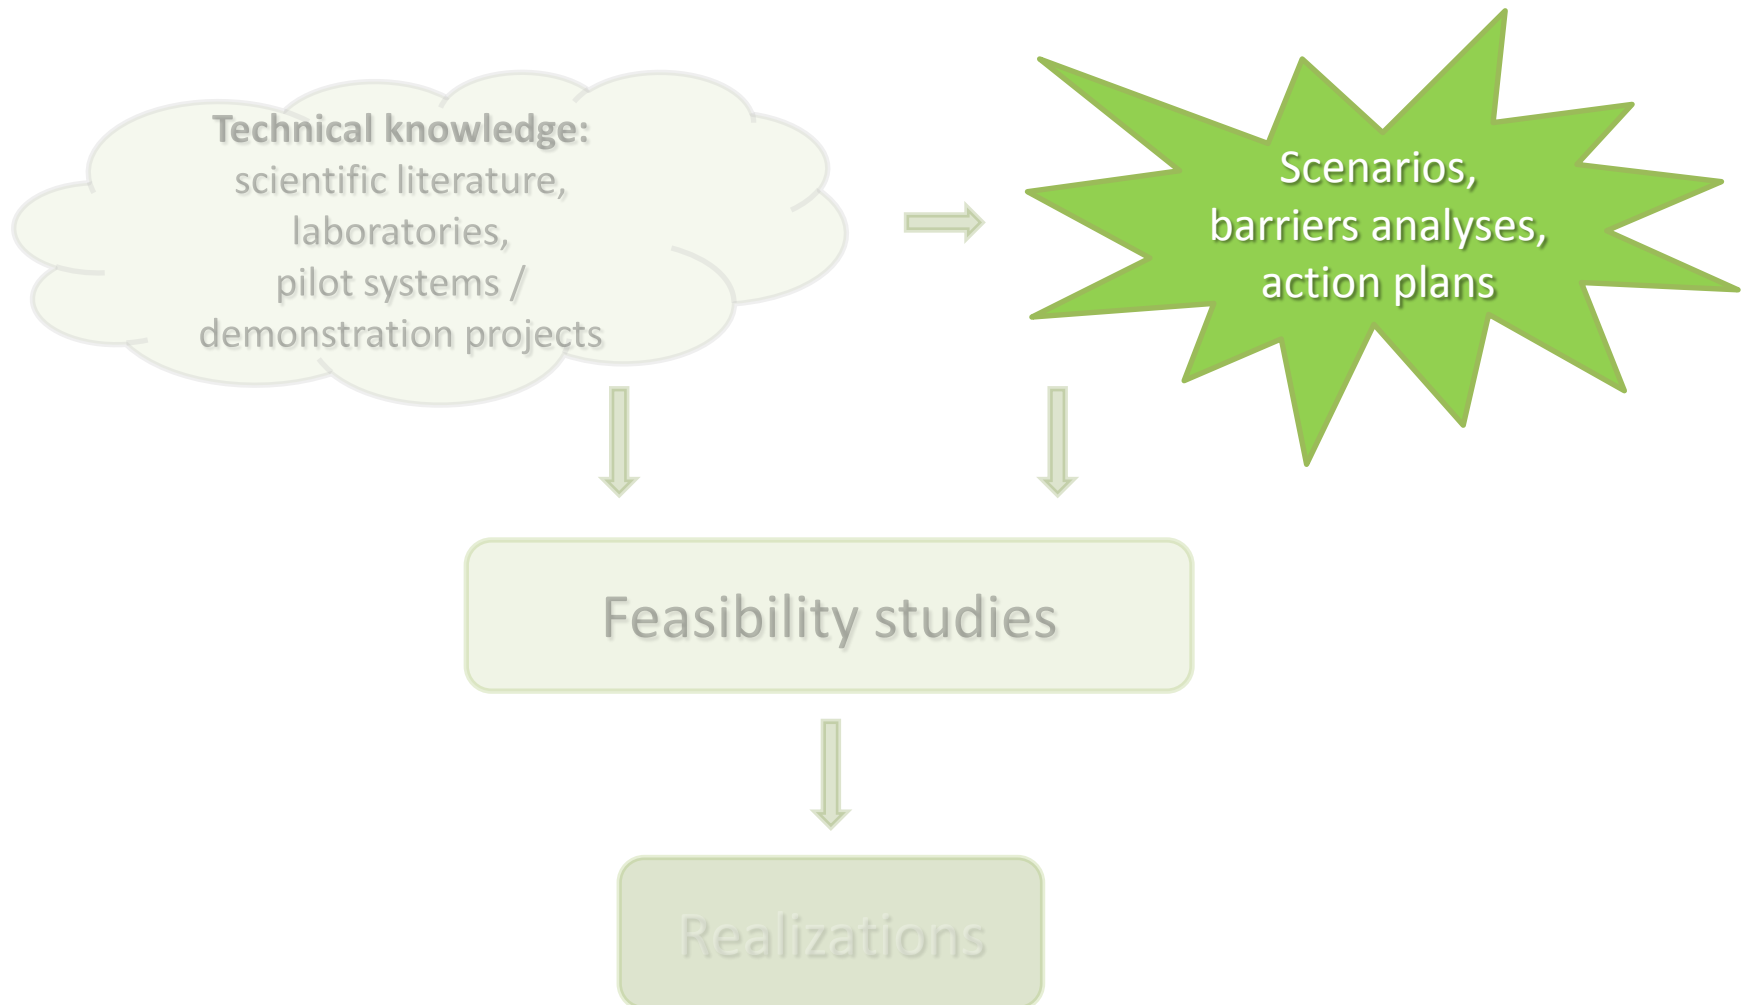 Technical knowledge:
scientific literature,
laboratories,
pilot systems /
demonstration projects
Scenarios,
barriers analyses,
action plans
Feasibility studies
Realizations